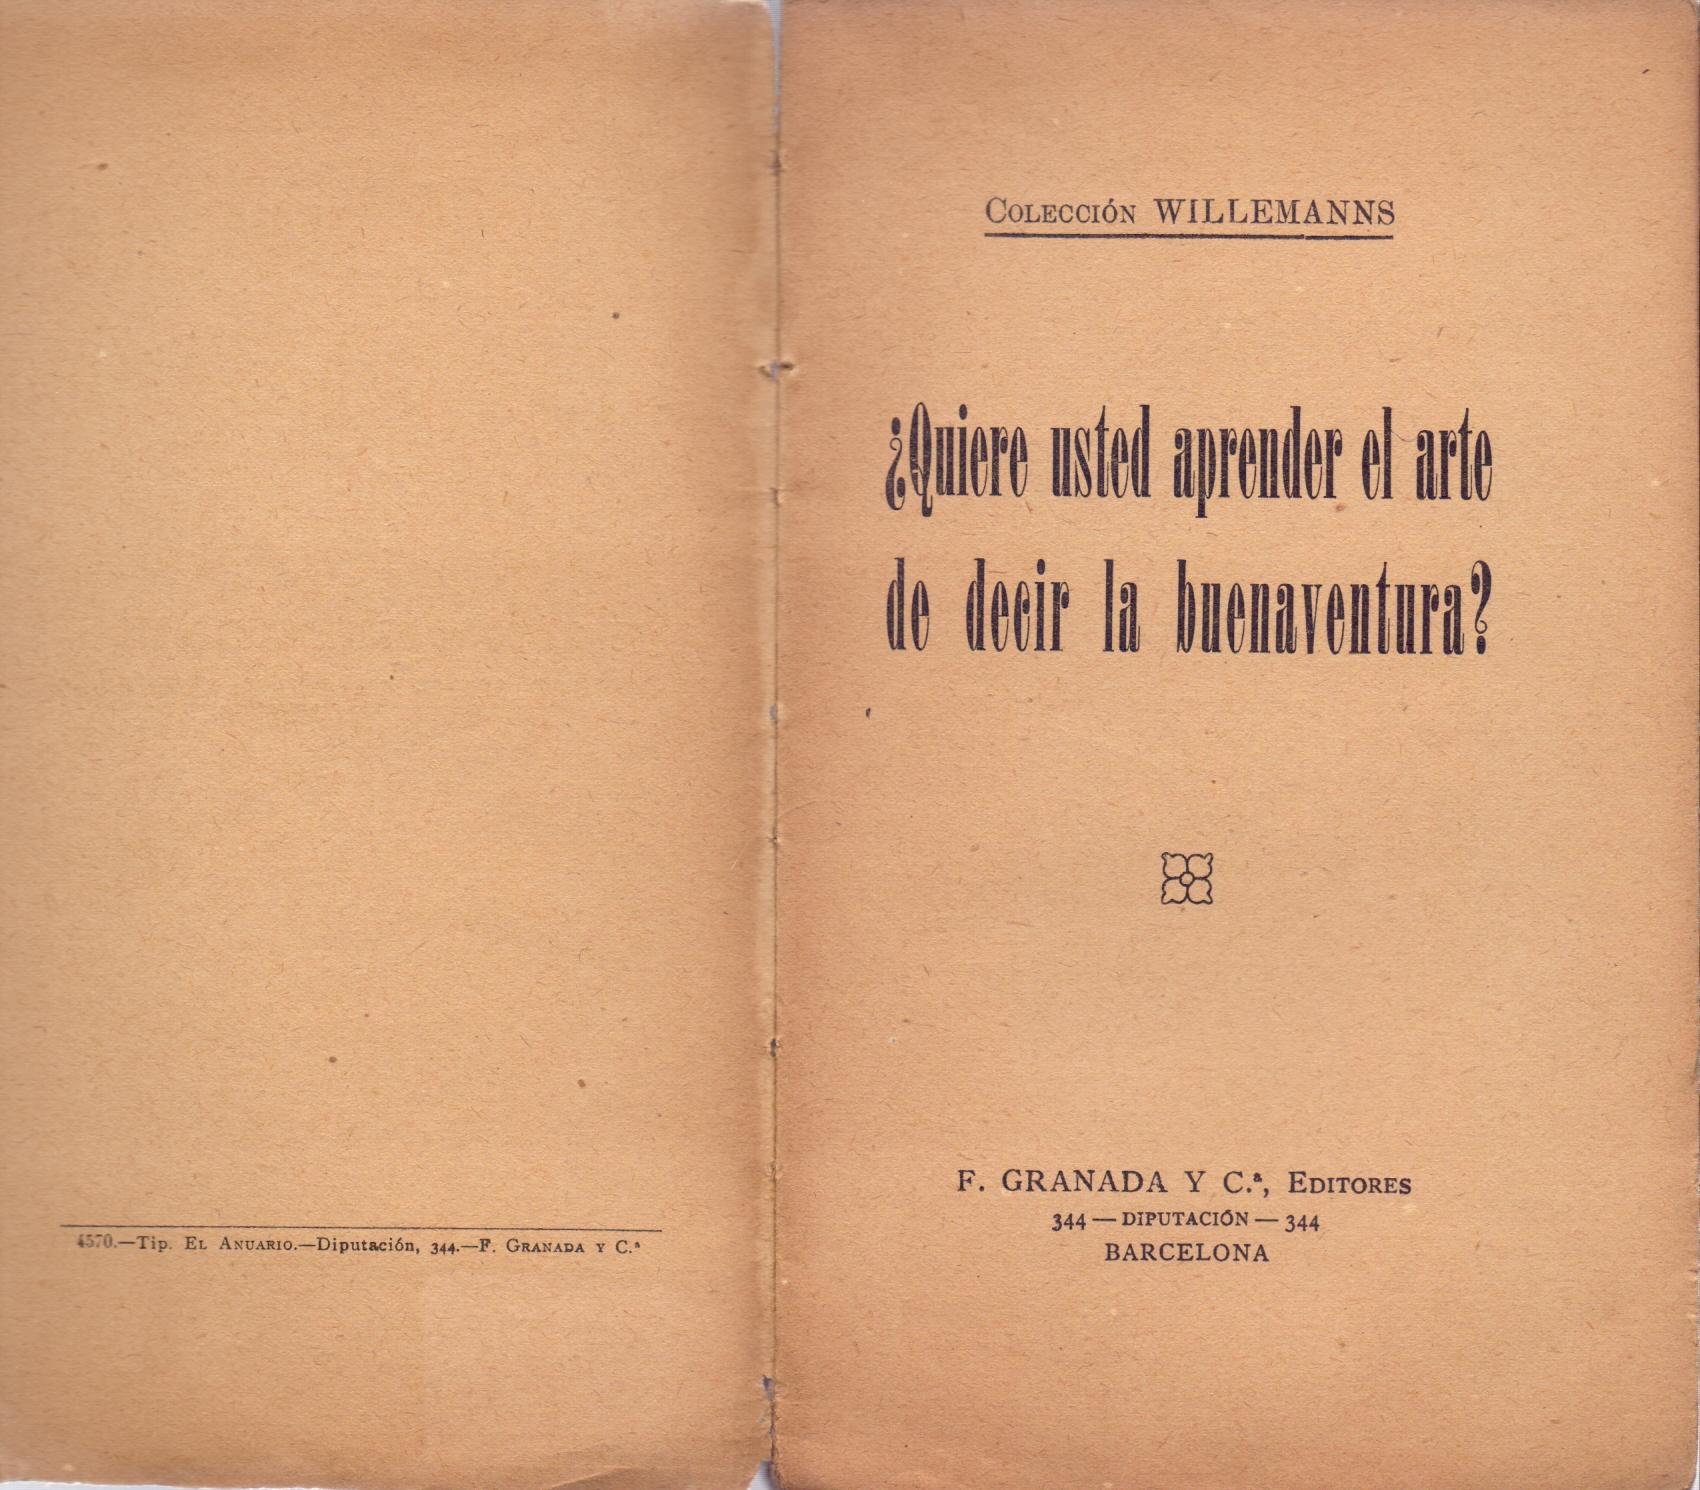 4570.—Tip. El Anuario.—Diputación, 344.—F. Granada y C.ª
Colección WILLEMANNS
¿Quiere usted aprender el arte
de decir la buenaventura?
F. GRANADA Y C.ª, Editores
344 — DIPUTACIÓN — 344
BARCELONA